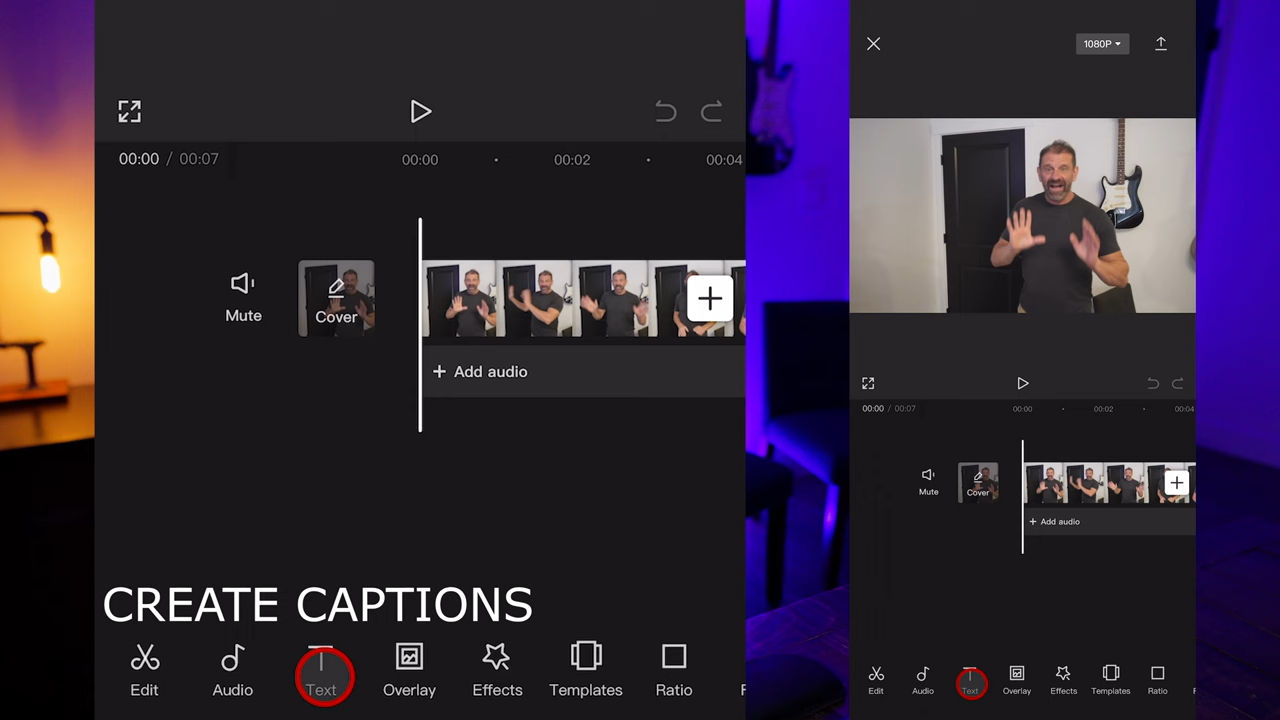 00:00 / 00:07
00:00
00:02
00:04
Mute
Cover
+ Add audio
CREATE CAPTIONS
Edit
Audio
Text
Overlay
Effects
Templates
Ratio
F
1080P
00:00 / 00:07
00:00
00:02
00:04
Mute
Cover
+ Add audio
Edit
Audio
Text
Overlay
Effects
Templates
Ratio
F